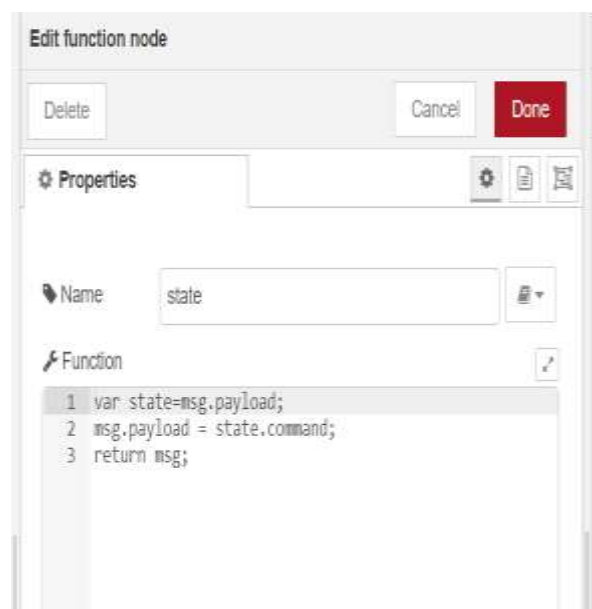 Edit function node
Delete
Cancel
Done
Properties
Name
state
Function
1 var state=msg.payload;
2 msg.payload = state.command;
3 return msg;